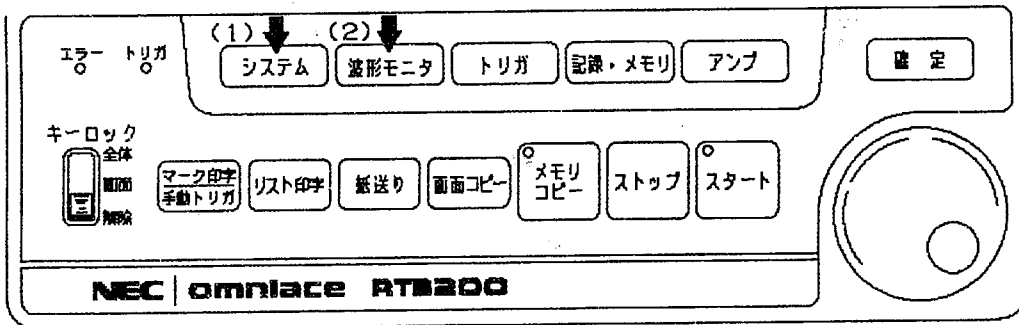 (1) (2)
エラー トリガ
システム 波形モニタ トリガ 記録・メモリ アンプ 確定
キーロック
全体
画面
解除
マーク印字
手動トリガ
リスト印字 紙送り 画面コピー
メモリ
コピー
ストップ スタート
NEC omniace RT3200